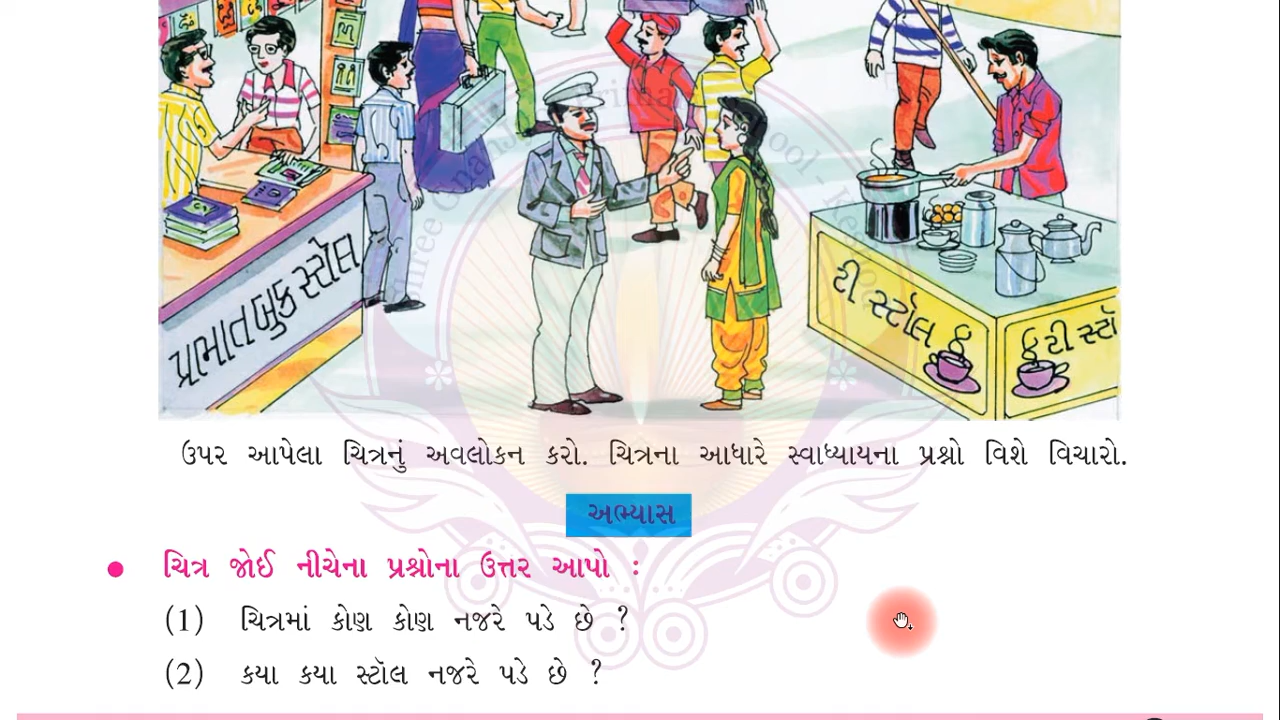 પ્રભાત બુક સ્ટૉલ
ટી સ્ટૉલ
ટી સ્ટૉ
ઉપર આપેલા ચિત્રનું અવલોકન કરો. ચિત્રના આધારે સ્વાધ્યાયના પ્રશ્નો વિશે વિચારો.
અભ્યાસ
● ચિત્ર જોઈ નીચેના પ્રશ્નોના ઉત્તર આપો :
(1) ચિત્રમાં કોણ કોણ નજરે પડે છે ?
(2) કયા કયા સ્ટૉલ નજરે પડે છે ?